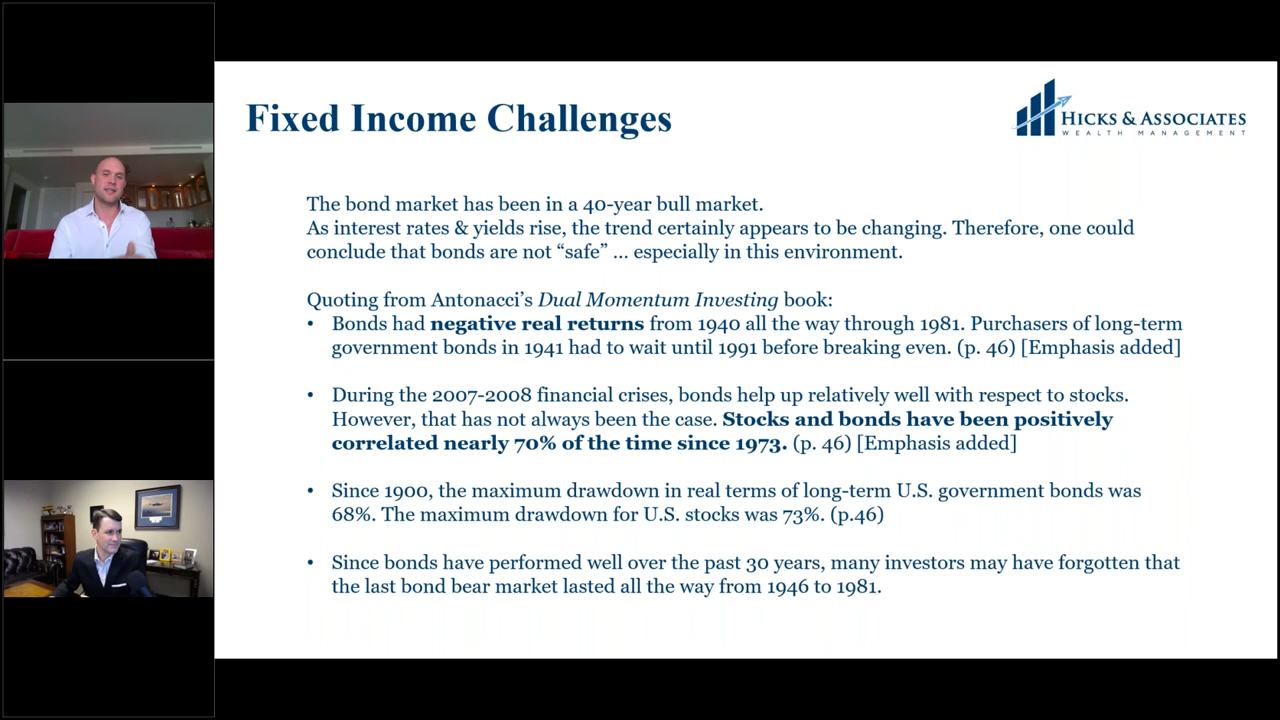 Fixed Income Challenges
HICKS & ASSOCIATES
WEALTH MANAGEMENT
The bond market has been in a 40-year bull market.
As interest rates & yields rise, the trend certainly appears to be changing. Therefore, one could
conclude that bonds are not “safe” … especially in this environment.
Quoting from Antonacci’s Dual Momentum Investing book:
• Bonds had negative real returns from 1940 all the way through 1981. Purchasers of long-term
government bonds in 1941 had to wait until 1991 before breaking even. (p. 46) [Emphasis added]
• During the 2007-2008 financial crises, bonds help up relatively well with respect to stocks.
However, that has not always been the case. Stocks and bonds have been positively
correlated nearly 70% of the time since 1973. (p. 46) [Emphasis added]
• Since 1900, the maximum drawdown in real terms of long-term U.S. government bonds was
68%. The maximum drawdown for U.S. stocks was 73%. (p.46)
• Since bonds have performed well over the past 30 years, many investors may have forgotten that
the last bond bear market lasted all the way from 1946 to 1981.